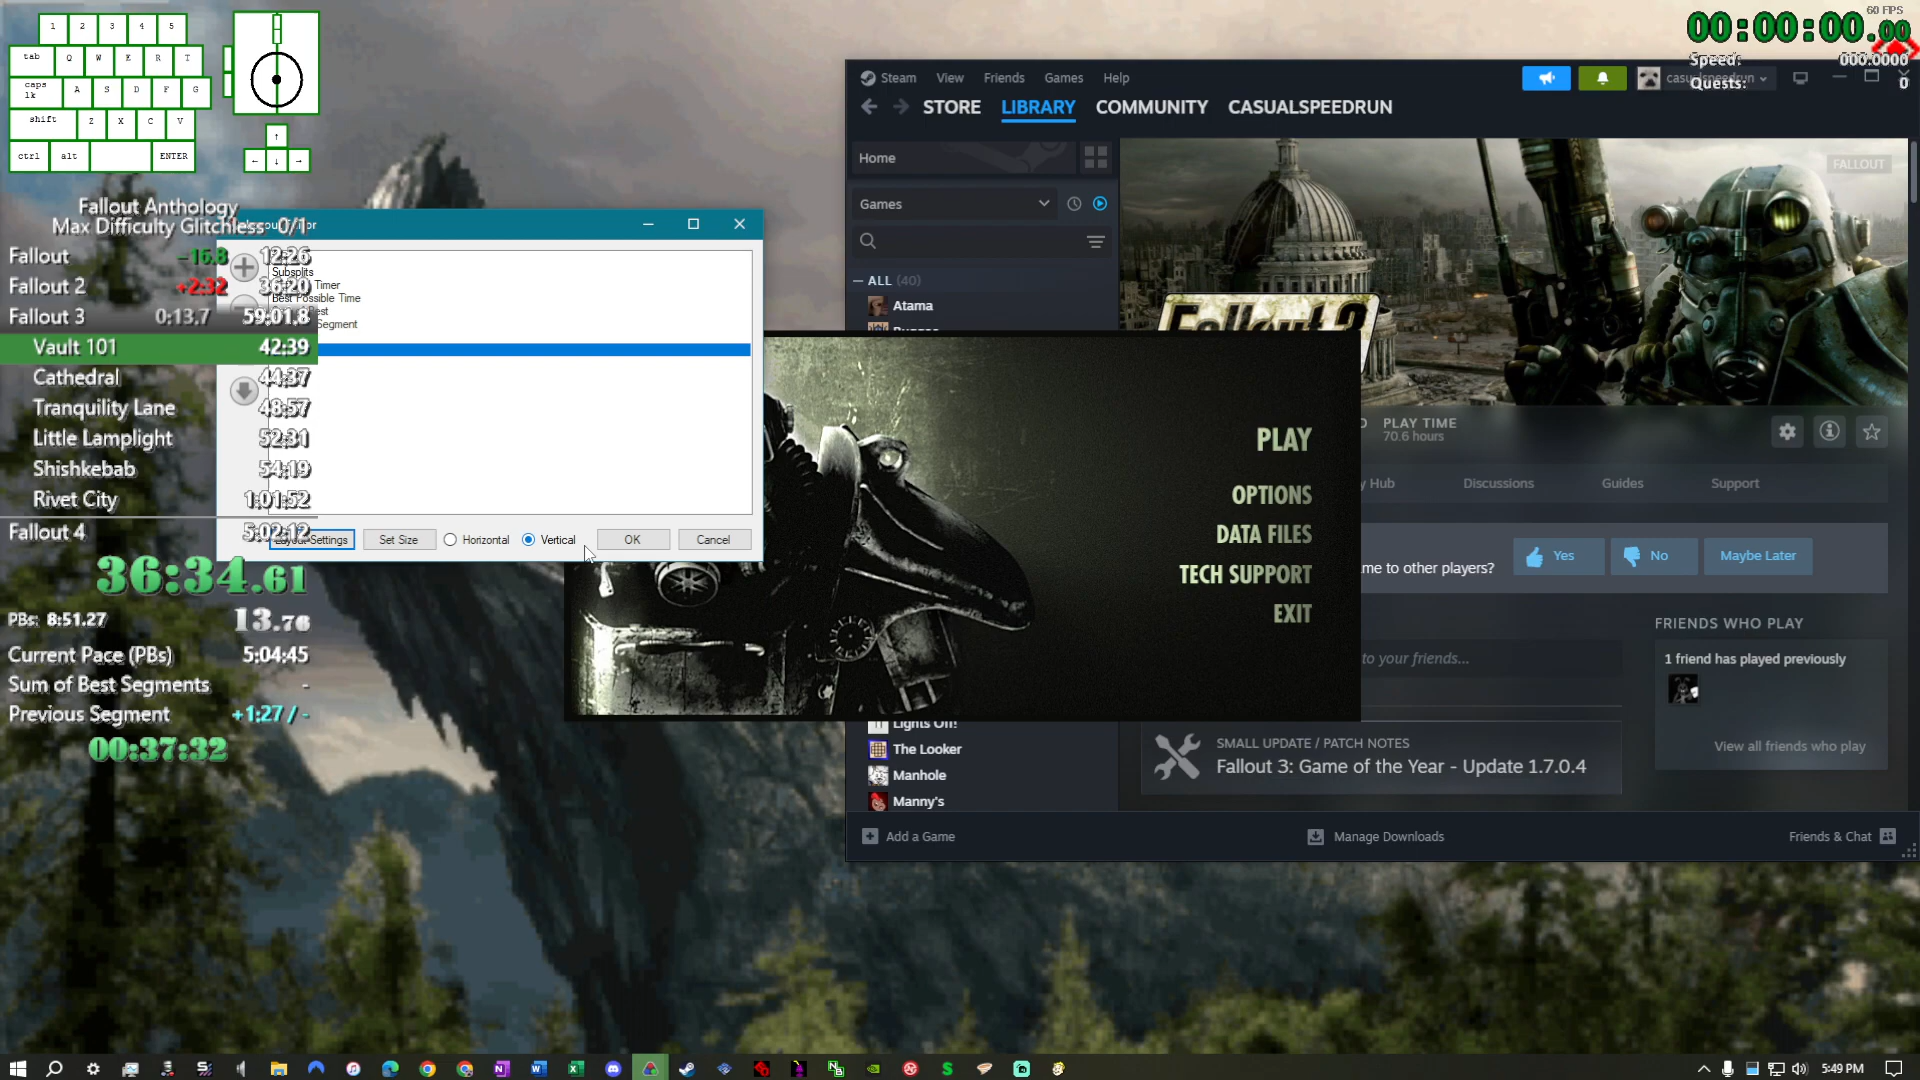 1 2 3 4 5
tab Q W E R T
caps lk A S D F G
shift Z X C V
ctrl alt ENTER
↑
← ↓ →
Fallout Anthology
Max Difficulty Glitchless 0/1
Fallout -16.8 12:26
Fallout 2 +2:32 36:20
Fallout 3 0:13.7 59:01.8
Vault 101 42:39
Cathedral 44:37
Tranquility Lane 48:57
Little Lamplight 52:31
Shishkebab 54:19
Rivet City 1:01:52
Fallout 4 5:02:12
36:34.61
PBs: 8:51.27 13.76
Current Pace (PBs) 5:04:45
Sum of Best Segments -
Previous Segment +1:27 / -
00:37:32
Subsplits
Timer
Best Possible Time
Best
Segment
Layout Settings
Set Size
Horizontal
Vertical
OK
Cancel
PLAY
OPTIONS
DATA FILES
TECH SUPPORT
EXIT
60 FPS
00:00:00.00
Speed: 000.0000
Quests: 0
Steam View Friends Games Help
STORE LIBRARY COMMUNITY CASUALSPEEDRUN
Home
Games
ALL (40)
Atama
Lights Off!
The Looker
Manhole
Manny's
Add a Game
FALLOUT
Fallout 3
PLAY TIME
70.6 hours
Hub Discussions Guides Support
me to other players? Yes No Maybe Later
to your friends...
FRIENDS WHO PLAY
1 friend has played previously
View all friends who play
SMALL UPDATE / PATCH NOTES
Fallout 3: Game of the Year - Update 1.7.0.4
Manage Downloads
Friends & Chat
5:49 PM